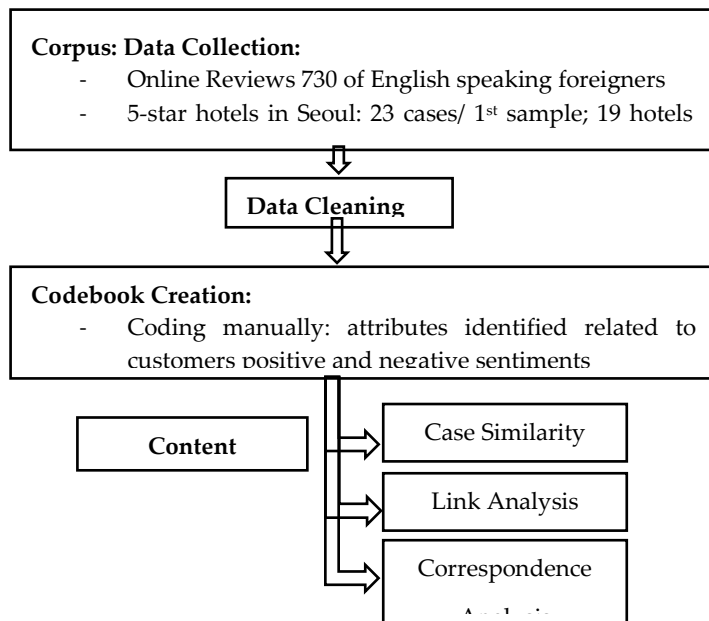 Corpus: Data Collection:
- Online Reviews 730 of English speaking foreigners
- 5-star hotels in Seoul: 23 cases/ 1st sample; 19 hotels
Data Cleaning
Codebook Creation:
- Coding manually: attributes identified related to
customers positive and negative sentiments
Content
Case Similarity
Link Analysis
Correspondence
Analysis